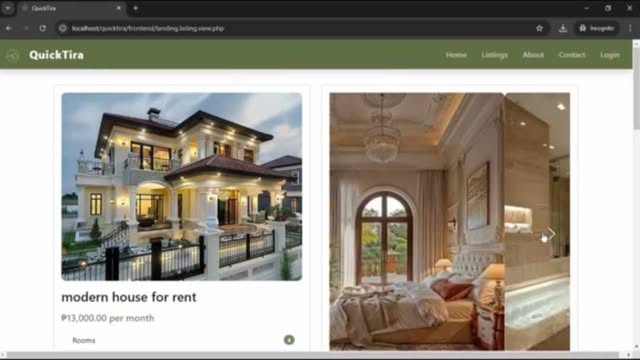 QuickTira
localhost/quicktira/frontend/landing.listing.view.php
Incognito
QuickTira
Home
Listings
About
Contact
Login
modern house for rent
₱13,000.00 per month
Rooms
4